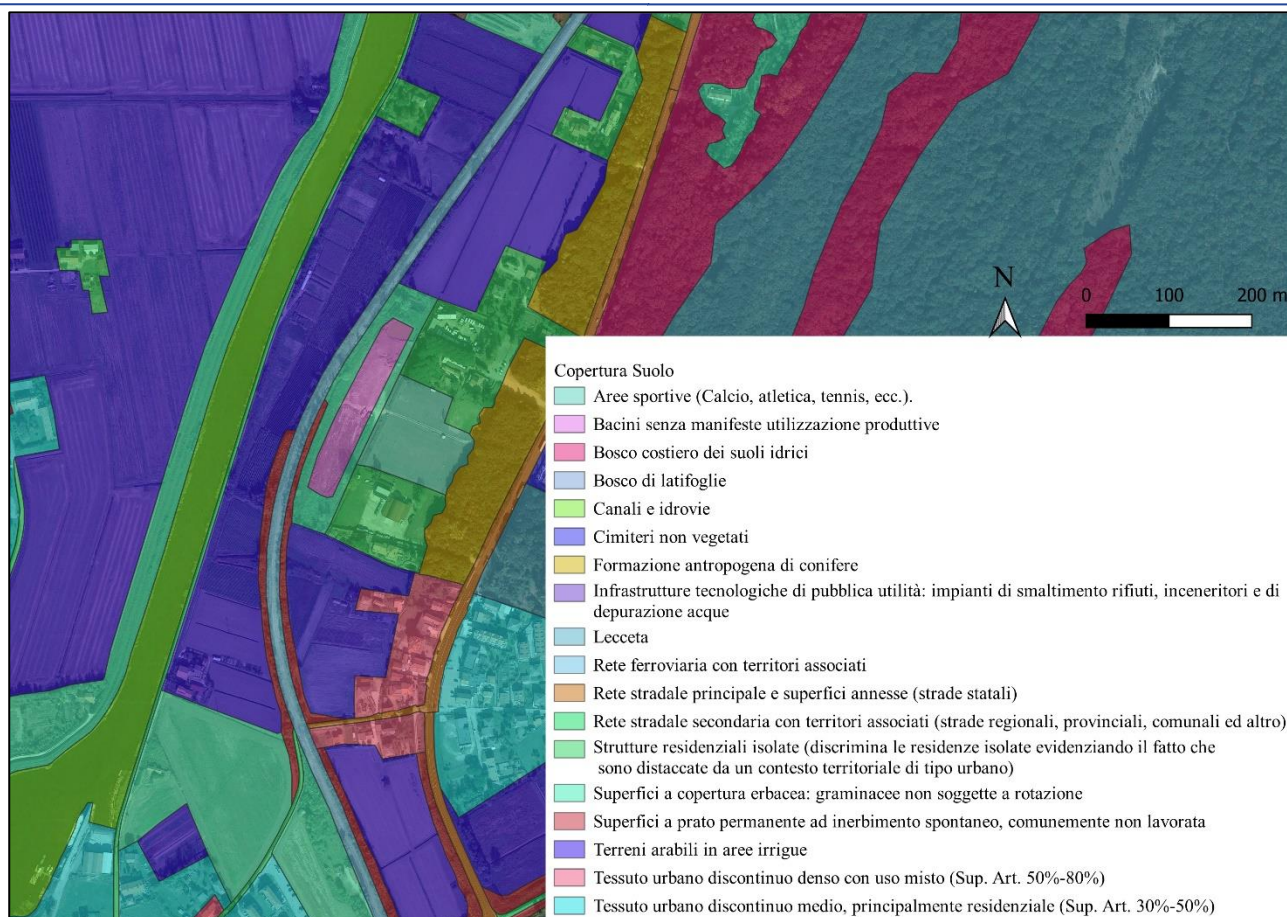 N
0 100 200 m
Copertura Suolo
Aree sportive (Calcio, atletica, tennis, ecc.).
Bacini senza manifeste utilizzazione produttive
Bosco costiero dei suoli idrici
Bosco di latifoglie
Canali e idrovie
Cimiteri non vegetati
Formazione antropogena di conifere
Infrastrutture tecnologiche di pubblica utilità: impianti di smaltimento rifiuti, inceneritori e di
depurazione acque
Lecceta
Rete ferroviaria con territori associati
Rete stradale principale e superfici annesse (strade statali)
Rete stradale secondaria con territori associati (strade regionali, provinciali, comunali ed altro)
Strutture residenziali isolate (discrimina le residenze isolate evidenziando il fatto che
sono distaccate da un contesto territoriale di tipo urbano)
Superfici a copertura erbacea: graminacee non soggette a rotazione
Superfici a prato permanente ad inerbimento spontaneo, comunemente non lavorata
Terreni arabili in aree irrigue
Tessuto urbano discontinuo denso con uso misto (Sup. Art. 50%-80%)
Tessuto urbano discontinuo medio, principalmente residenziale (Sup. Art. 30%-50%)